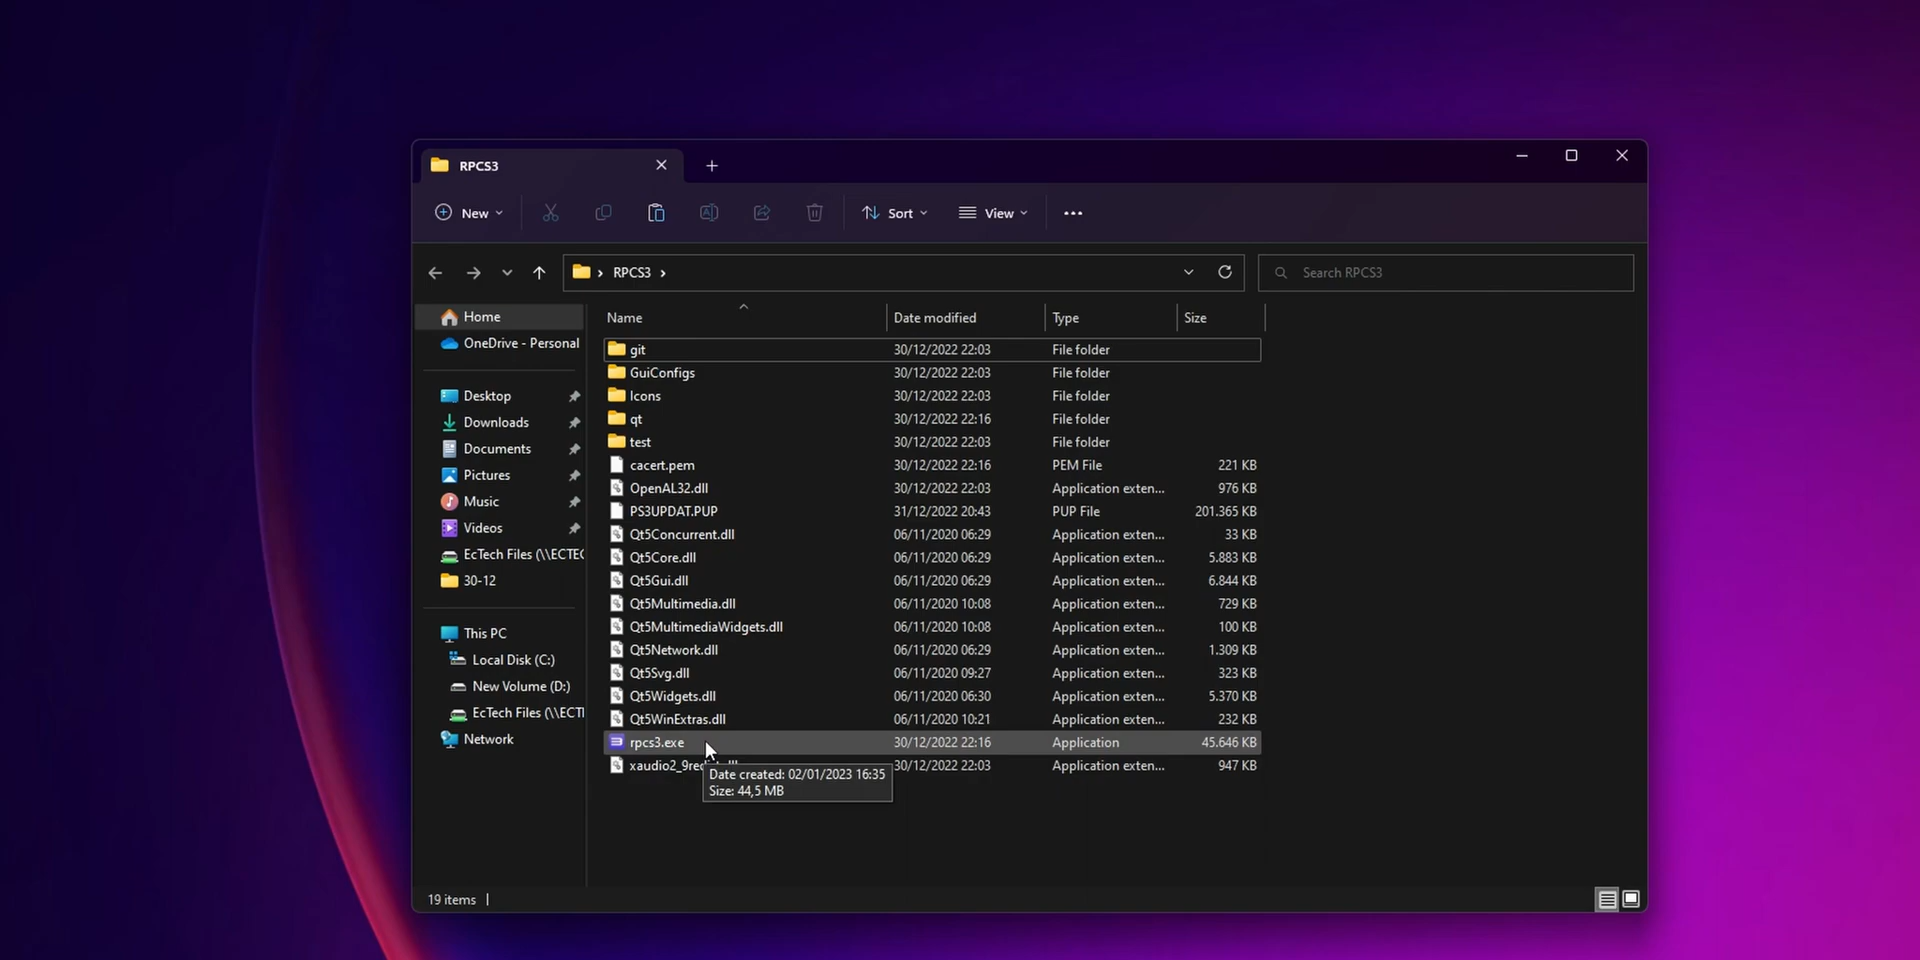 RPCS3
New
Sort
View
RPCS3
Search RPCS3
Home
OneDrive - Personal
Desktop
Downloads
Documents
Pictures
Music
Videos
EcTech Files (\\ECTEC
30-12
This PC
Local Disk (C:)
New Volume (D:)
EcTech Files (\\ECTI
Network
Name Date modified Type Size
git 30/12/2022 22:03 File folder
GuiConfigs 30/12/2022 22:03 File folder
Icons 30/12/2022 22:03 File folder
qt 30/12/2022 22:16 File folder
test 30/12/2022 22:03 File folder
cacert.pem 30/12/2022 22:16 PEM File 221 KB
OpenAL32.dll 30/12/2022 22:03 Application exten... 976 KB
PS3UPDAT.PUP 31/12/2022 20:43 PUP File 201.365 KB
Qt5Concurrent.dll 06/11/2020 06:29 Application exten... 33 KB
Qt5Core.dll 06/11/2020 06:29 Application exten... 5.883 KB
Qt5Gui.dll 06/11/2020 06:29 Application exten... 6.844 KB
Qt5Multimedia.dll 06/11/2020 10:08 Application exten... 729 KB
Qt5MultimediaWidgets.dll 06/11/2020 10:08 Application exten... 100 KB
Qt5Network.dll 06/11/2020 06:29 Application exten... 1.309 KB
Qt5Svg.dll 06/11/2020 09:27 Application exten... 323 KB
Qt5Widgets.dll 06/11/2020 06:30 Application exten... 5.370 KB
Qt5WinExtras.dll 06/11/2020 10:21 Application exten... 232 KB
rpcs3.exe 30/12/2022 22:16 Application 45.646 KB
30/12/2022 22:03 Application exten... 947 KB
Date created: 02/01/2023 16:35
Size: 44,5 MB
19 items